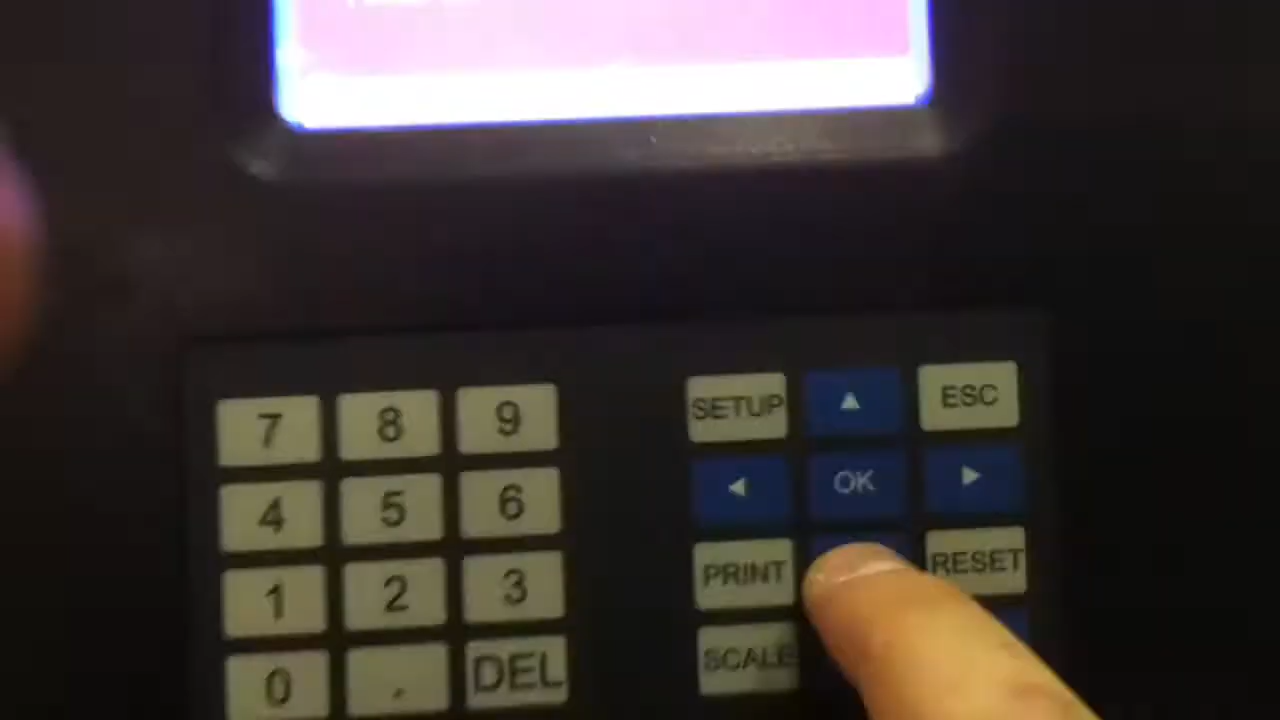 7 8 9 SETUP ▲ ESC
4 5 6 ◄ OK ►
1 2 3 PRINT RESET
0 . DEL SCALE